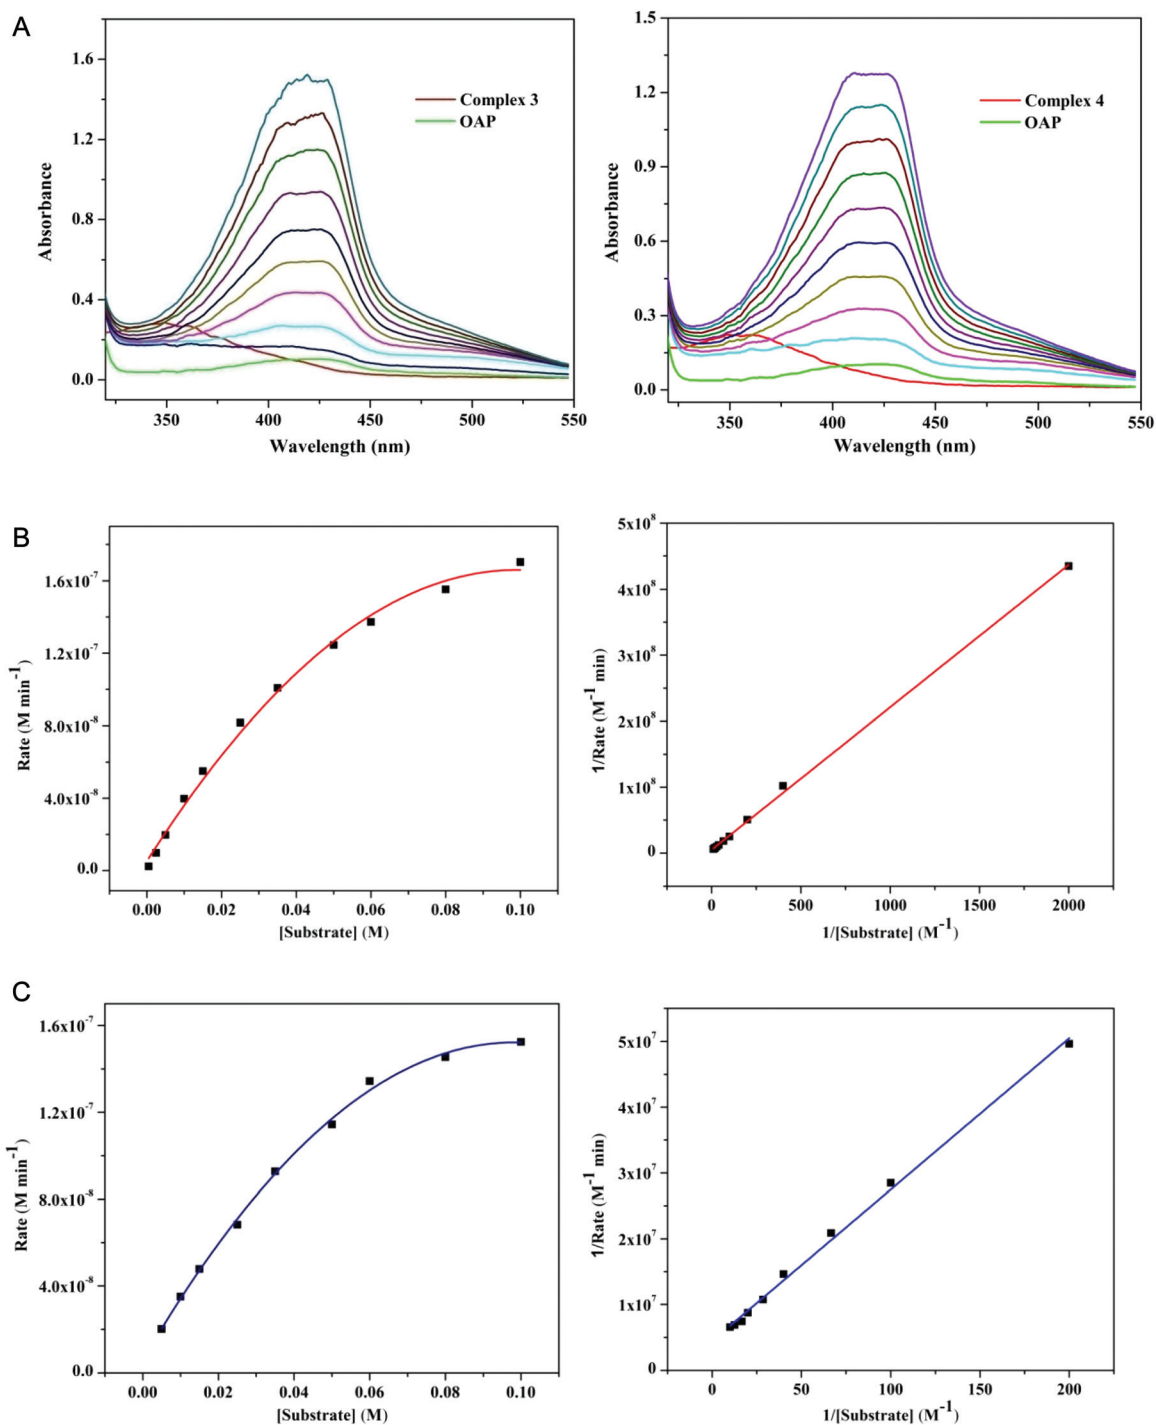 A
1.6
1.2
0.8
0.4
0.0
Absorbance
Complex 3
OAP
350 400 450 500 550
Wavelength (nm)
1.5
1.2
0.9
0.6
0.3
0.0
Absorbance
Complex 4
OAP
350 400 450 500 550
Wavelength (nm)
B
1.6x10⁻⁷
1.2x10⁻⁷
8.0x10⁻⁸
4.0x10⁻⁸
0.0
Rate (M min⁻¹)
0.00 0.02 0.04 0.06 0.08 0.10
[Substrate] (M)
5x10⁸
4x10⁸
3x10⁸
2x10⁸
1x10⁸
0
1/Rate (M⁻¹ min)
0 500 1000 1500 2000
1/[Substrate] (M⁻¹)
C
1.6x10⁻⁷
1.2x10⁻⁷
8.0x10⁻⁸
4.0x10⁻⁸
0.0
Rate (M min⁻¹)
0.00 0.02 0.04 0.06 0.08 0.10
[Substrate] (M)
5x10⁷
4x10⁷
3x10⁷
2x10⁷
1x10⁷
0
1/Rate (M⁻¹ min)
0 50 100 150 200
1/[Substrate] (M⁻¹)